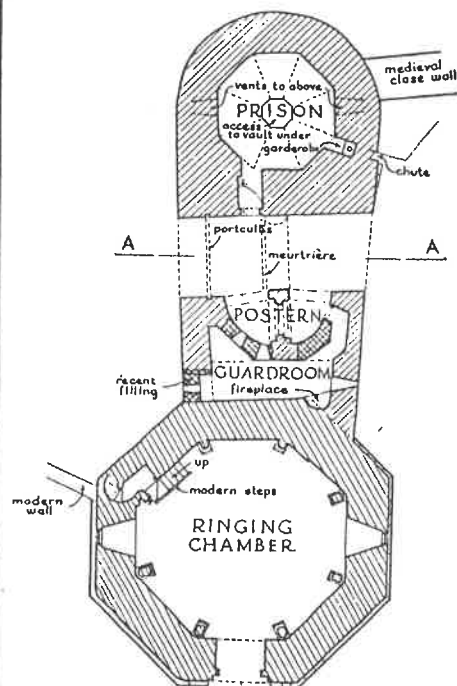 medieval
close wall
vents to above
PRISON
access
to vault under
garderobe
chute
A
A
portcullis
meurtrière
POSTERN
GUARDROOM
fireplace
recent
filling
up
modern steps
modern
wall
RINGING
CHAMBER